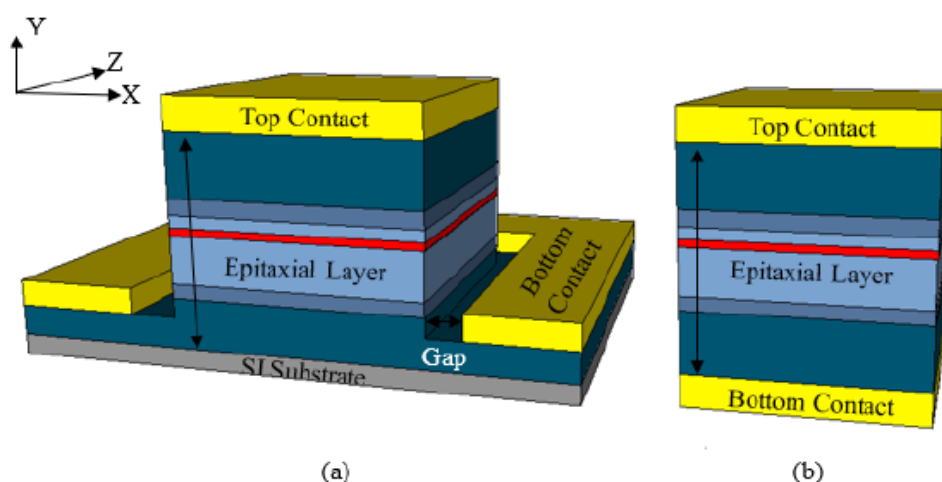 Y
Z
X
Top Contact
Epitaxial Layer
Bottom
Contact
Gap
SI Substrate
(a)
Top Contact
Epitaxial Layer
Bottom Contact
(b)